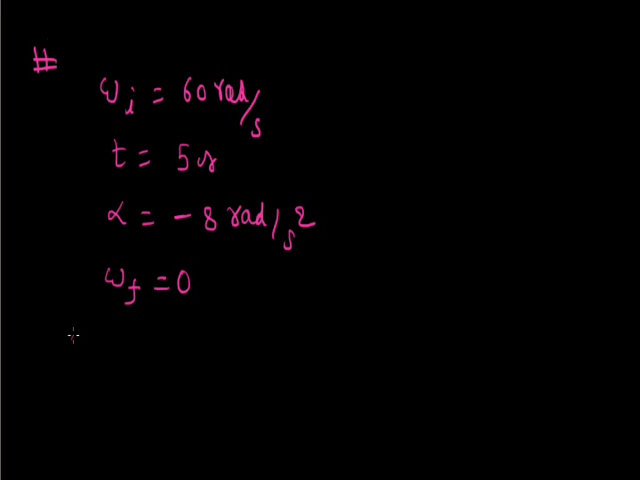 #
ωi = 60 rad/s
t = 5 s
α = - 8 rad/s2
ωf = 0